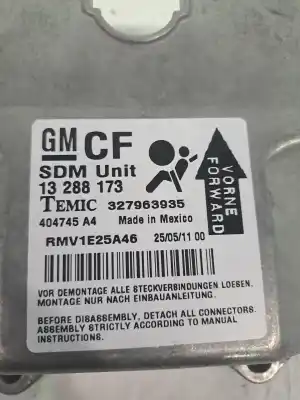 GM CF
SDM Unit
13 288 173
TEMIC 327963935
404745 A4 Made in Mexico
RMV1E25A46 25/05/11 00
VORNE
FORWARD
VOR DEMONTAGE ALLE STECKVERBINDUNGEN LOESEN.
MONTAGE NUR NACH EINBAUANLEITUNG.
BEFORE DISASSEMBLY, DETACH ALL CONNECTORS.
ASSEMBLY STRICTLY ACCORDING TO MANUAL
INSTRUCTIONS.